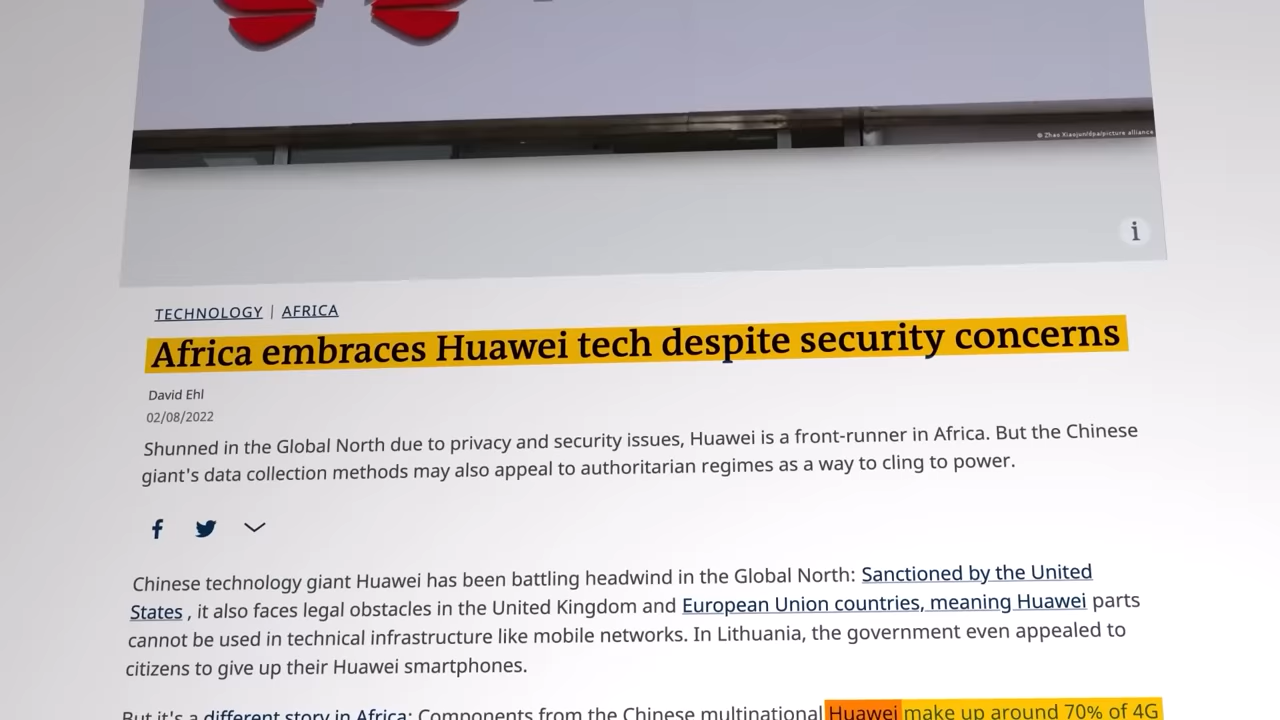 © Zhao Xiaojun/dpa/picture alliance
i
TECHNOLOGY | AFRICA
Africa embraces Huawei tech despite security concerns
David Ehl
02/08/2022
Shunned in the Global North due to privacy and security issues, Huawei is a front-runner in Africa. But the Chinese
giant's data collection methods may also appeal to authoritarian regimes as a way to cling to power.
Chinese technology giant Huawei has been battling headwind in the Global North: Sanctioned by the United
States , it also faces legal obstacles in the United Kingdom and European Union countries, meaning Huawei parts
cannot be used in technical infrastructure like mobile networks. In Lithuania, the government even appealed to
citizens to give up their Huawei smartphones.
But it's a different story in Africa: Components from the Chinese multinational Huawei make up around 70% of 4G